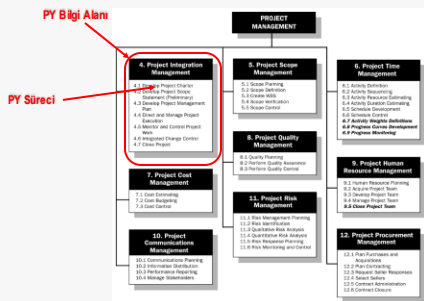 PY Bilgi Alanı
PY Süreci
PROJECT
MANAGEMENT
4. Project Integration
Management
4.1 Develop Project Charter
4.2 Develop Project Scope
Statement (Preliminary)
4.3 Develop Project Management
Plan
4.4 Direct and Manage Project
Execution
4.5 Monitor and Control Project
Work
4.6 Integrated Change Control
4.7 Close Project
5. Project Scope
Management
5.1 Scope Planning
5.2 Scope Definition
5.3 Create WBS
5.4 Scope Verification
5.5 Scope Control
6. Project Time
Management
6.1 Activity Definition
6.2 Activity Sequencing
6.3 Activity Resource Estimating
6.4 Activity Duration Estimating
6.5 Schedule Development
6.6 Schedule Control
6.7 Activity Weights Definitions
6.8 Progress Curves Development
6.9 Progress Monitoring
7. Project Cost
Management
7.1 Cost Estimating
7.2 Cost Budgeting
7.3 Cost Control
8. Project Quality
Management
8.1 Quality Planning
8.2 Perform Quality Assurance
8.3 Perform Quality Control
9. Project Human
Resource Management
9.1 Human Resource Planning
9.2 Acquire Project Team
9.3 Develop Project Team
9.4 Manage Project Team
9.5 Close Project Team
10. Project
Communications
Management
10.1 Communications Planning
10.2 Information Distribution
10.3 Performance Reporting
10.4 Manage Stakeholders
11. Project Risk
Management
11.1 Risk Management Planning
11.2 Risk Identification
11.3 Qualitative Risk Analysis
11.4 Quantitative Risk Analysis
11.5 Risk Response Planning
11.6 Risk Monitoring and Control
12. Project Procurement
Management
12.1 Plan Purchases and
Acquisitions
12.2 Plan Contracting
12.3 Request Seller Responses
12.4 Select Sellers
12.5 Contract Administration
12.6 Contract Closure